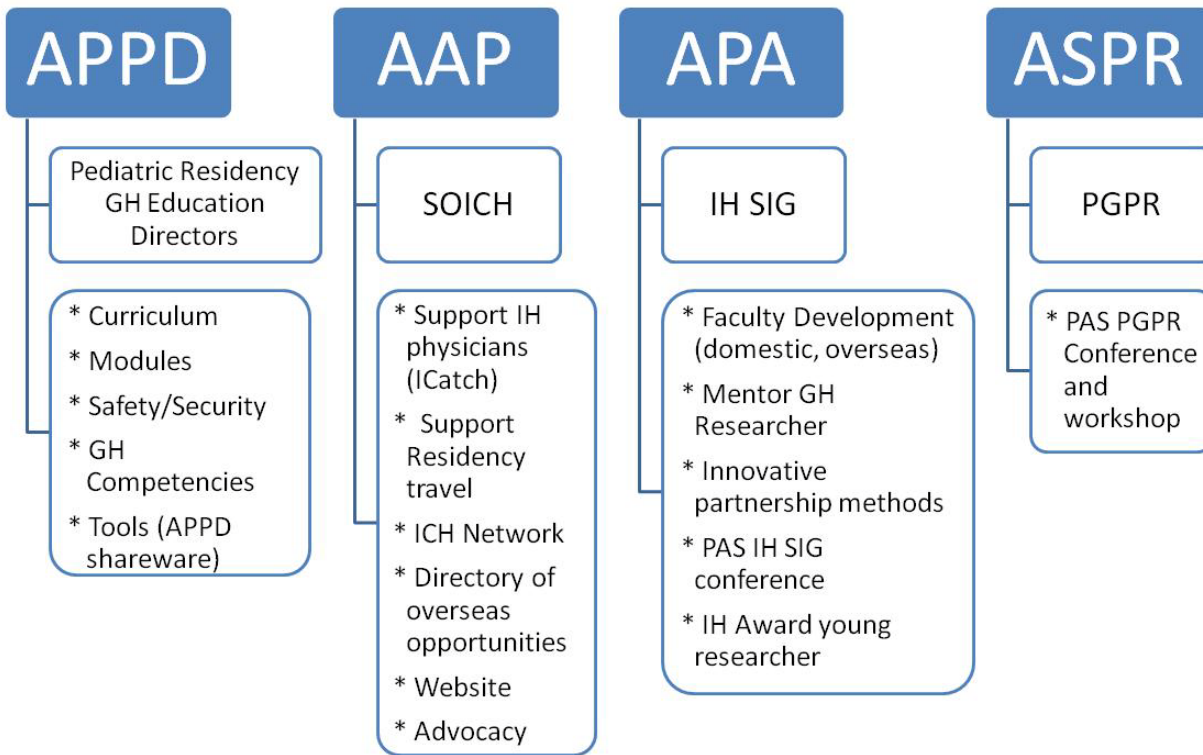 APPD
Pediatric Residency
GH Education
Directors
* Curriculum
* Modules
* Safety/Security
* GH
Competencies
* Tools (APPD
shareware)
AAP
SOICH
* Support IH
physicians
(ICatch)
* Support
Residency
travel
* ICH Network
* Directory of
overseas
opportunities
* Website
* Advocacy
APA
IH SIG
* Faculty Development
(domestic, overseas)
* Mentor GH
Researcher
* Innovative
partnership methods
* PAS IH SIG
conference
* IH Award young
researcher
ASPR
PGPR
* PAS PGPR
Conference
and
workshop